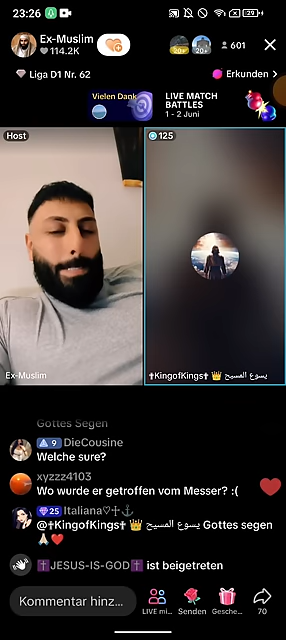 23:26
29
Ex-Muslim
114.2K
20+
20+
601
Liga D1 Nr. 62
Erkunden
Vielen Dank
LIVE MATCH
BATTLES
1 - 2 Juni
Host
125
Ex-Muslim
✝KingofKings✝ 👑 يسوع المسيح
Gottes Segen
9 DieCousine
Welche sure?
xyzzz4103
Wo wurde er getroffen vom Messer? :(
25 Italiana♡♱⚓
@✝KingofKings✝ 👑 يسوع المسيح Gottes segen
🙏🏻❤️
✝JESUS-IS-GOD✝ ist beigetreten
Kommentar hinz...
LIVE mi...
Senden
Gesche...
70